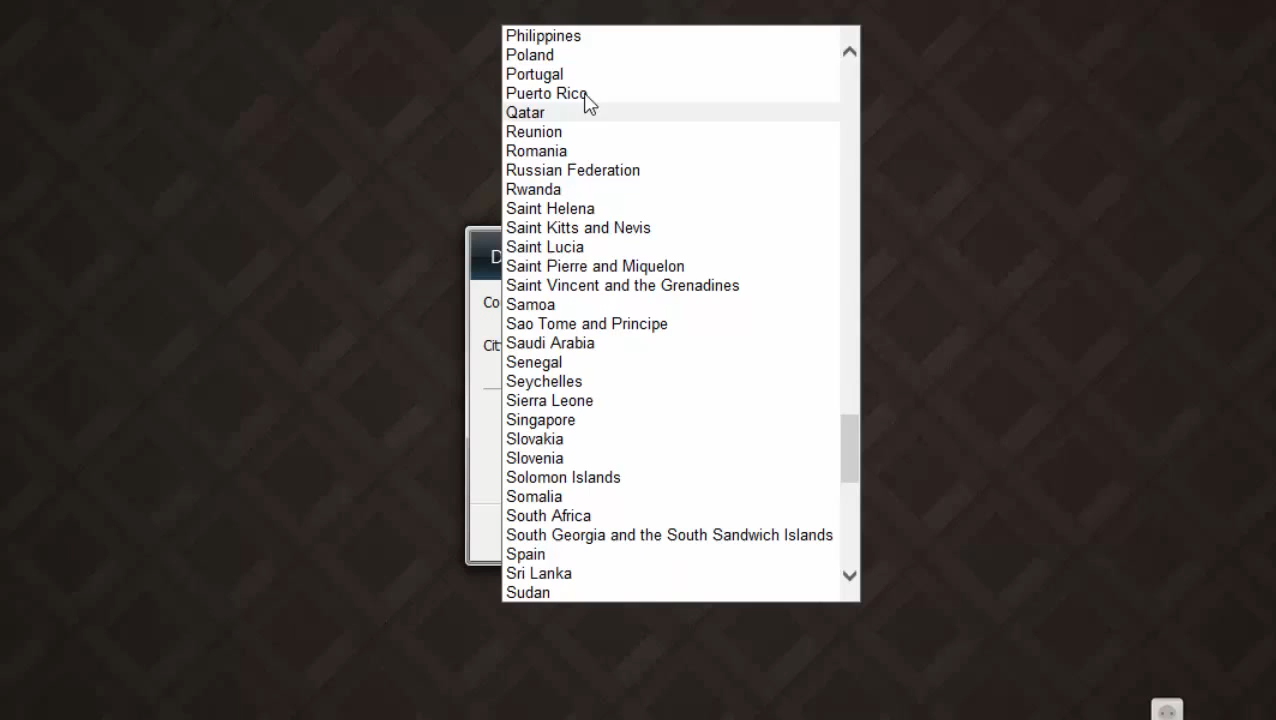 Philippines
Poland
Portugal
Puerto Rico
Qatar
Reunion
Romania
Russian Federation
Rwanda
Saint Helena
Saint Kitts and Nevis
Saint Lucia
Saint Pierre and Miquelon
Saint Vincent and the Grenadines
Samoa
Sao Tome and Principe
Saudi Arabia
Senegal
Seychelles
Sierra Leone
Singapore
Slovakia
Slovenia
Solomon Islands
Somalia
South Africa
South Georgia and the South Sandwich Islands
Spain
Sri Lanka
Sudan